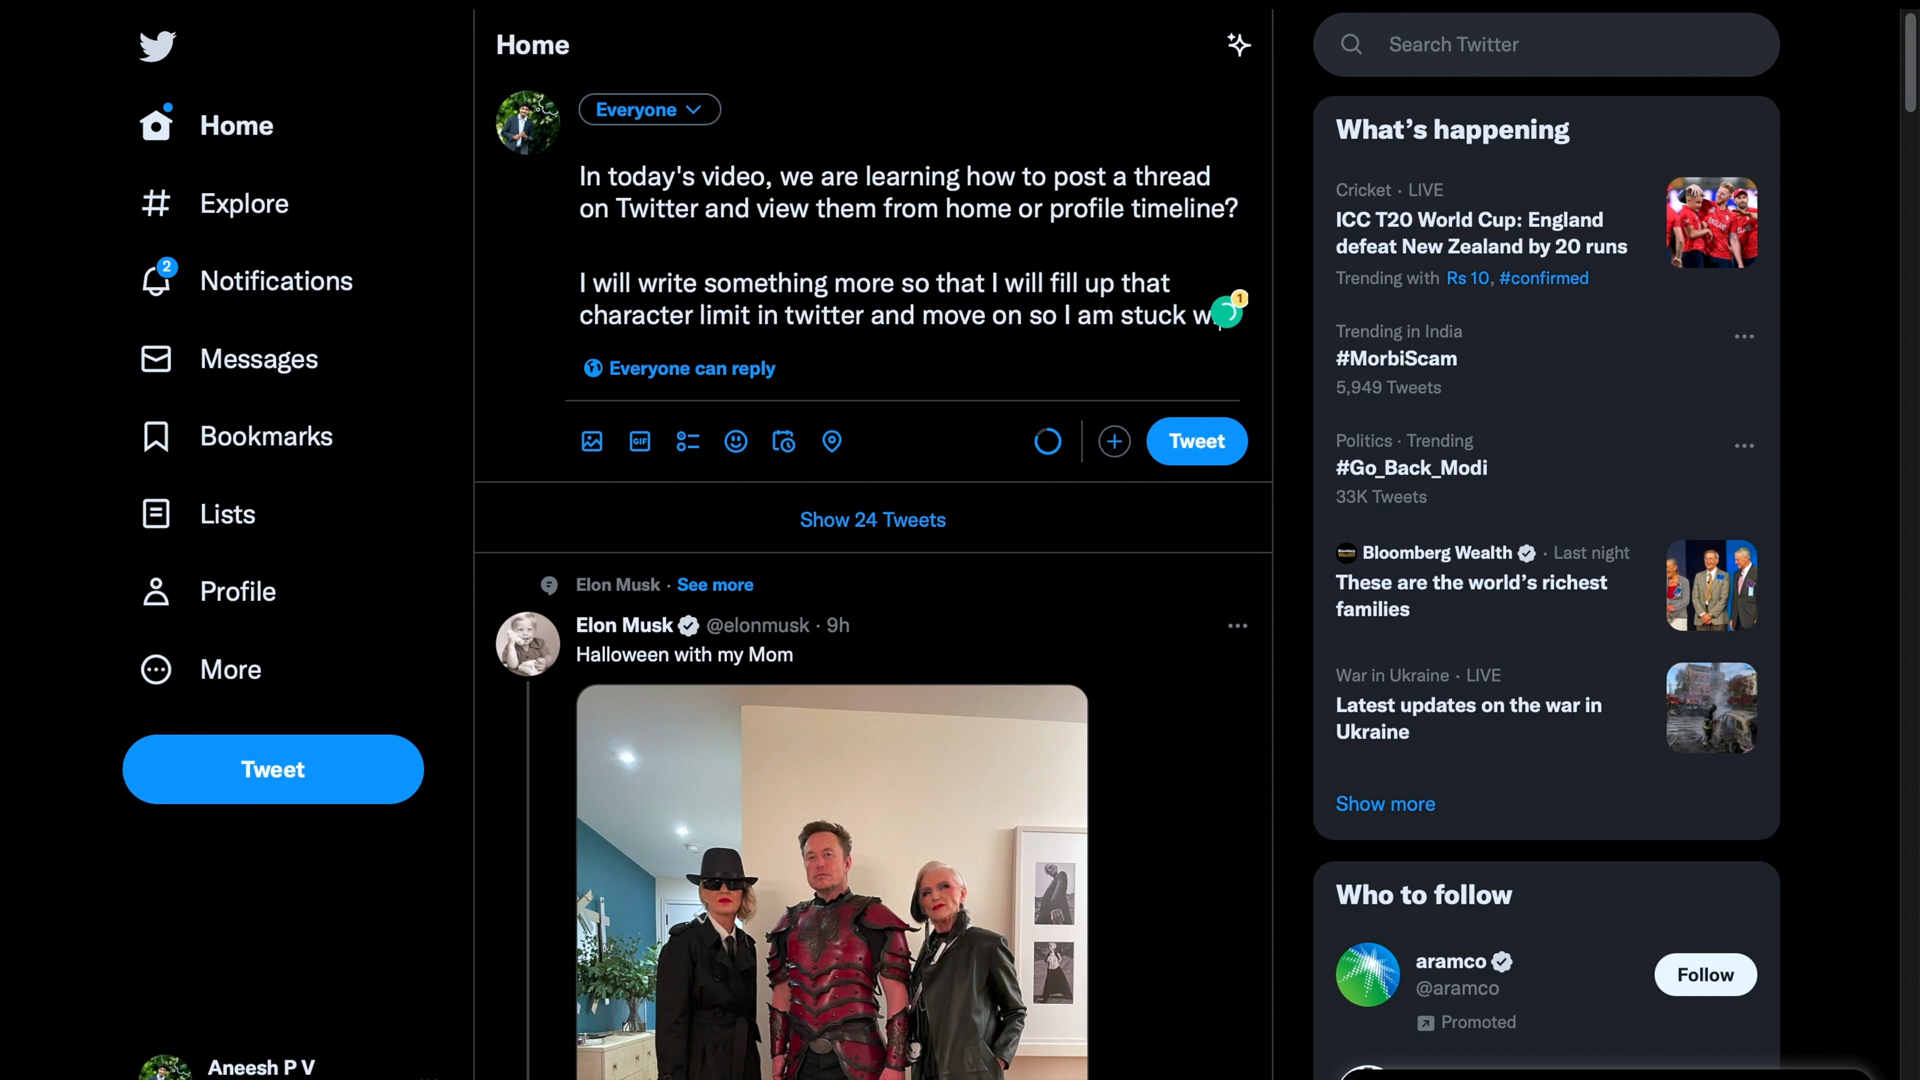 Home
Explore
2
Notifications
Messages
Bookmarks
Lists
Profile
More
Tweet
Aneesh P V
Home
Everyone
In today's video, we are learning how to post a thread
on Twitter and view them from home or profile timeline?
I will write something more so that I will fill up that
character limit in twitter and move on so I am stuck w
1
Everyone can reply
GIF
Tweet
Show 24 Tweets
Elon Musk · See more
Elon Musk @elonmusk · 9h
Halloween with my Mom
Search Twitter
What's happening
Cricket · LIVE
ICC T20 World Cup: England
defeat New Zealand by 20 runs
Trending with Rs 10, #confirmed
Trending in India
#MorbiScam
5,949 Tweets
Politics · Trending
#Go_Back_Modi
33K Tweets
Bloomberg Wealth · Last night
These are the world's richest
families
War in Ukraine · LIVE
Latest updates on the war in
Ukraine
Show more
Who to follow
aramco
@aramco
Follow
Promoted